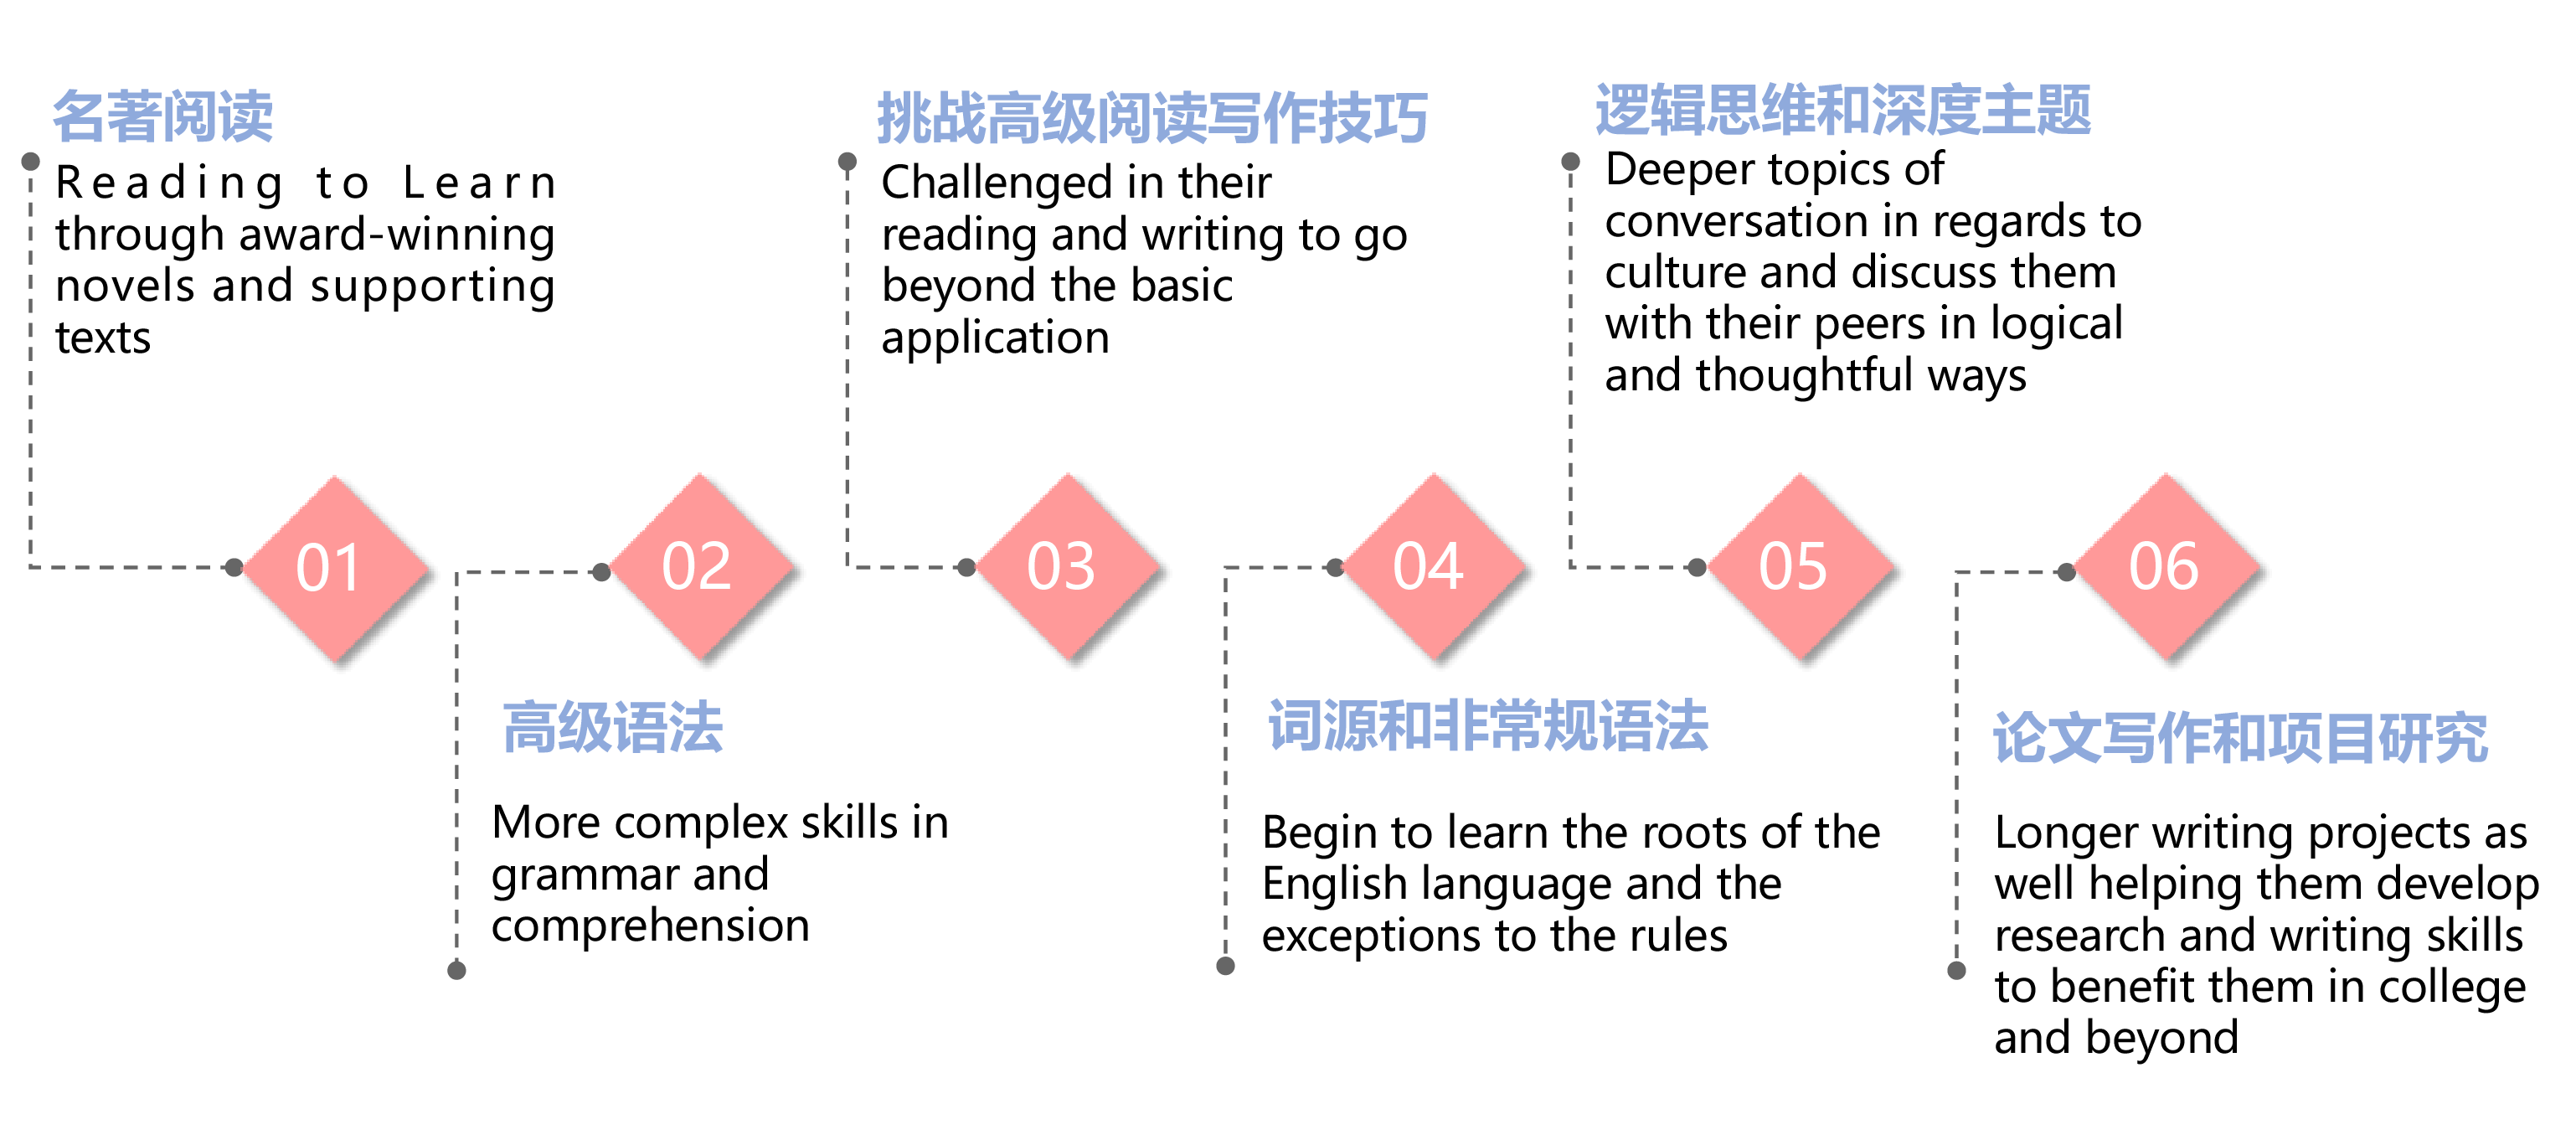 名著阅读
Reading to Learn
through award-winning
novels and supporting
texts
01
高级语法
More complex skills in
grammar and
comprehension
02
挑战高级阅读写作技巧
Challenged in their
reading and writing to go
beyond the basic
application
03
词源和非常规语法
Begin to learn the roots of the
English language and the
exceptions to the rules
04
逻辑思维和深度主题
Deeper topics of
conversation in regards to
culture and discuss them
with their peers in logical
and thoughtful ways
05
论文写作和项目研究
Longer writing projects as
well helping them develop
research and writing skills
to benefit them in college
and beyond
06